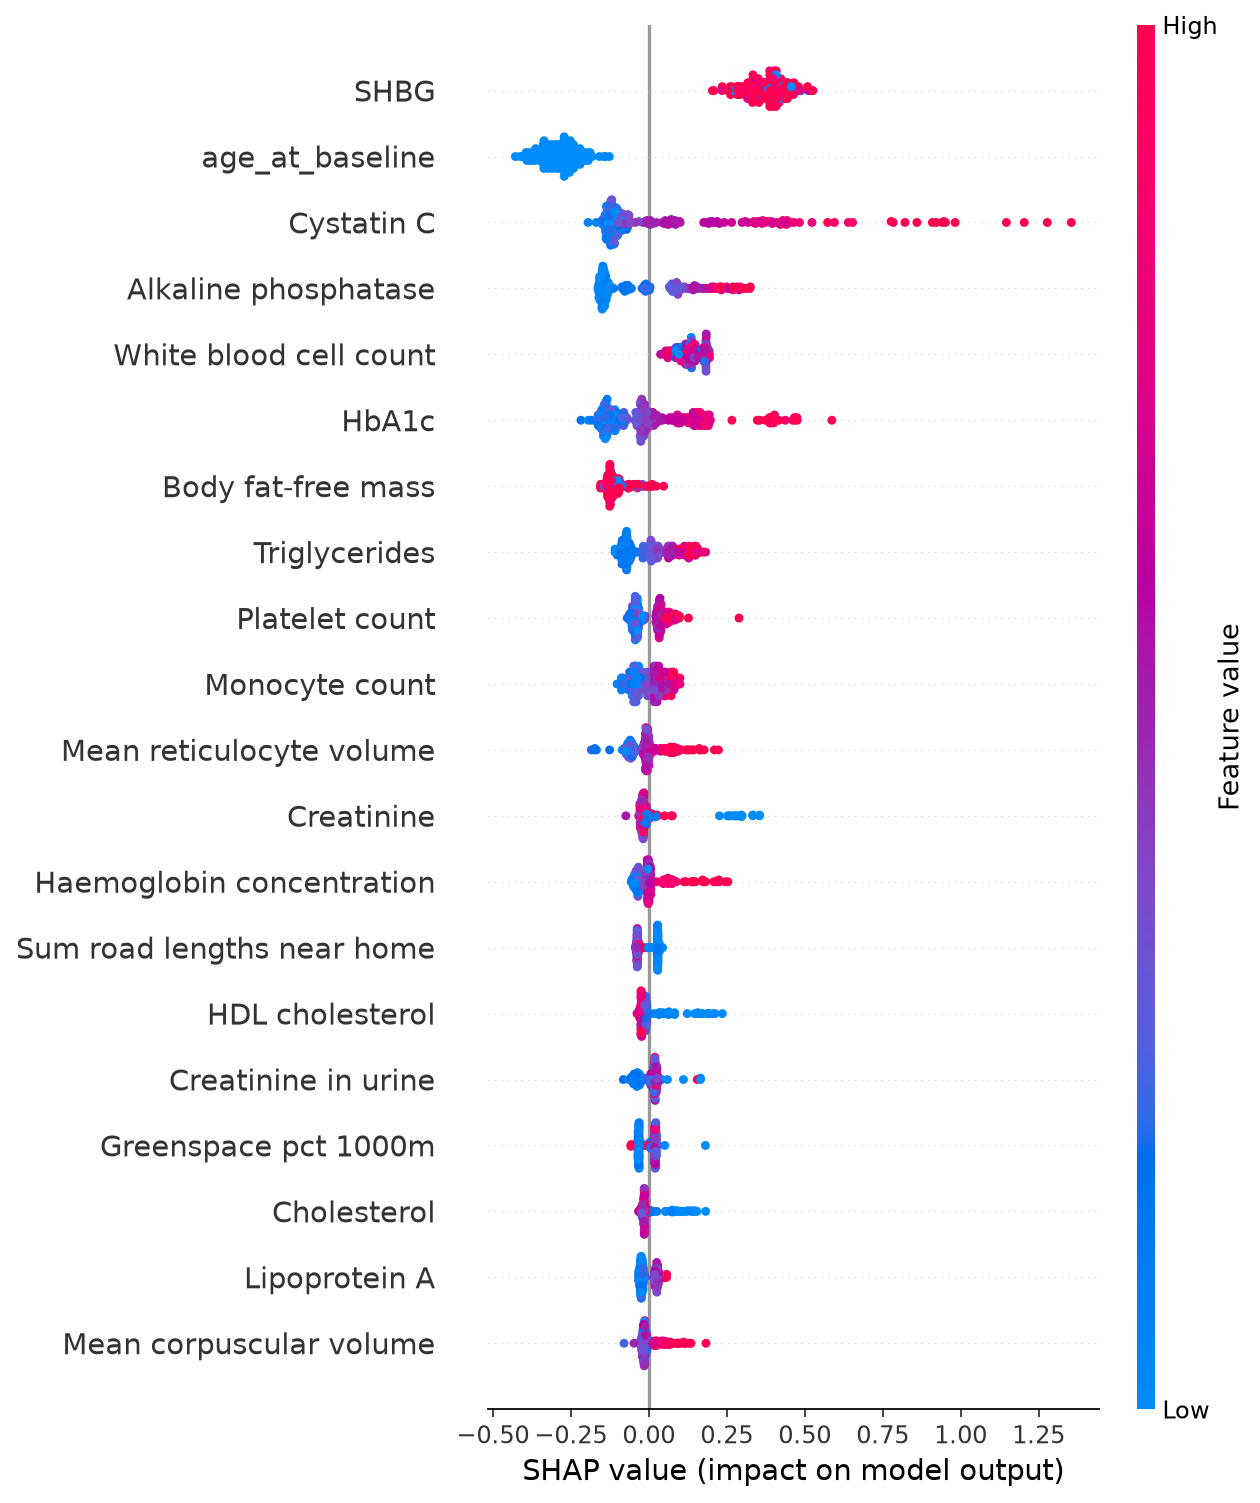 High
SHBG
age_at_baseline
Cystatin C
Alkaline phosphatase
White blood cell count
HbA1c
Body fat-free mass
Triglycerides
Platelet count
Monocyte count
Mean reticulocyte volume
Creatinine
Haemoglobin concentration
Sum road lengths near home
HDL cholesterol
Creatinine in urine
Greenspace pct 1000m
Cholesterol
Lipoprotein A
Mean corpuscular volume
Feature value
Low
−0.50 −0.25 0.00 0.25 0.50 0.75 1.00 1.25
SHAP value (impact on model output)